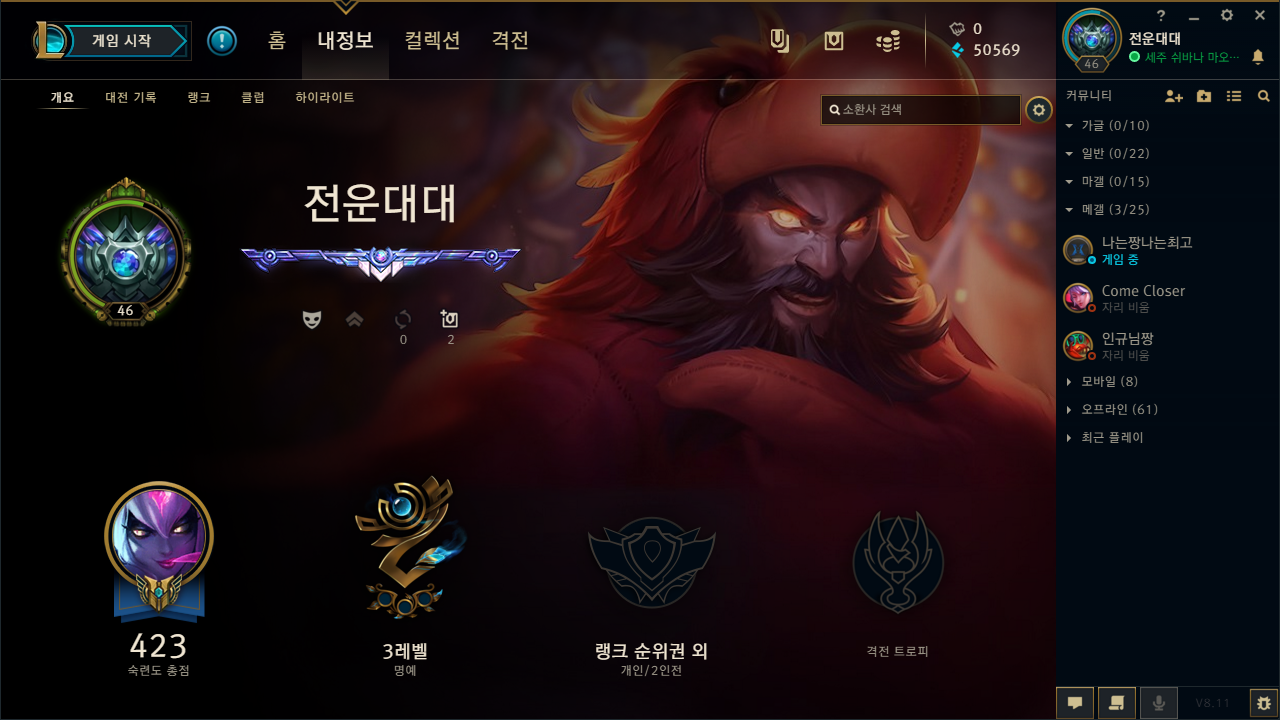 게임 시작
홈
내정보
컬렉션
격전
0
50569
46
전운대대
세주 쉬바나 마오…
개요
대전 기록
랭크
클럽
하이라이트
소환사 검색
커뮤니티
가글 (0/10)
일반 (0/22)
마갤 (0/15)
메갤 (3/25)
나는짱나는최고
게임 중
Come Closer
자리 비움
인규님짱
자리 비움
모바일 (8)
오프라인 (61)
최근 플레이
46
전운대대
0
2
423
숙련도 총점
3레벨
명예
랭크 순위권 외
개인/2인전
격전 트로피
V8.11